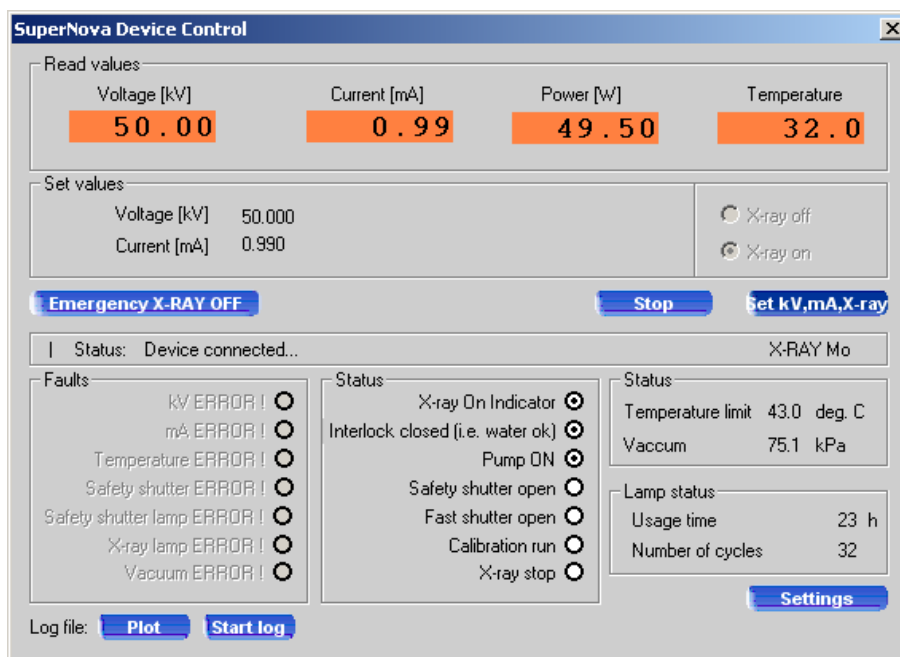 SuperNova Device Control
Read values
Voltage [kV] Current [mA] Power [W] Temperature
50.00 0.99 49.50 32.0
Set values
Voltage [kV] 50.000
Current [mA] 0.990
X-ray off
X-ray on
Emergency X-RAY OFF Stop Set kV,mA,X-ray
| Status: Device connected... X-RAY Mo
Faults
kV ERROR !
mA ERROR !
Temperature ERROR !
Safety shutter ERROR !
Safety shutter lamp ERROR !
X-ray lamp ERROR !
Vacuum ERROR !
Status
X-ray On Indicator
Interlock closed (i.e. water ok)
Pump ON
Safety shutter open
Fast shutter open
Calibration run
X-ray stop
Status
Temperature limit 43.0 deg. C
Vaccum 75.1 kPa
Lamp status
Usage time 23 h
Number of cycles 32
Settings
Log file: Plot Start log